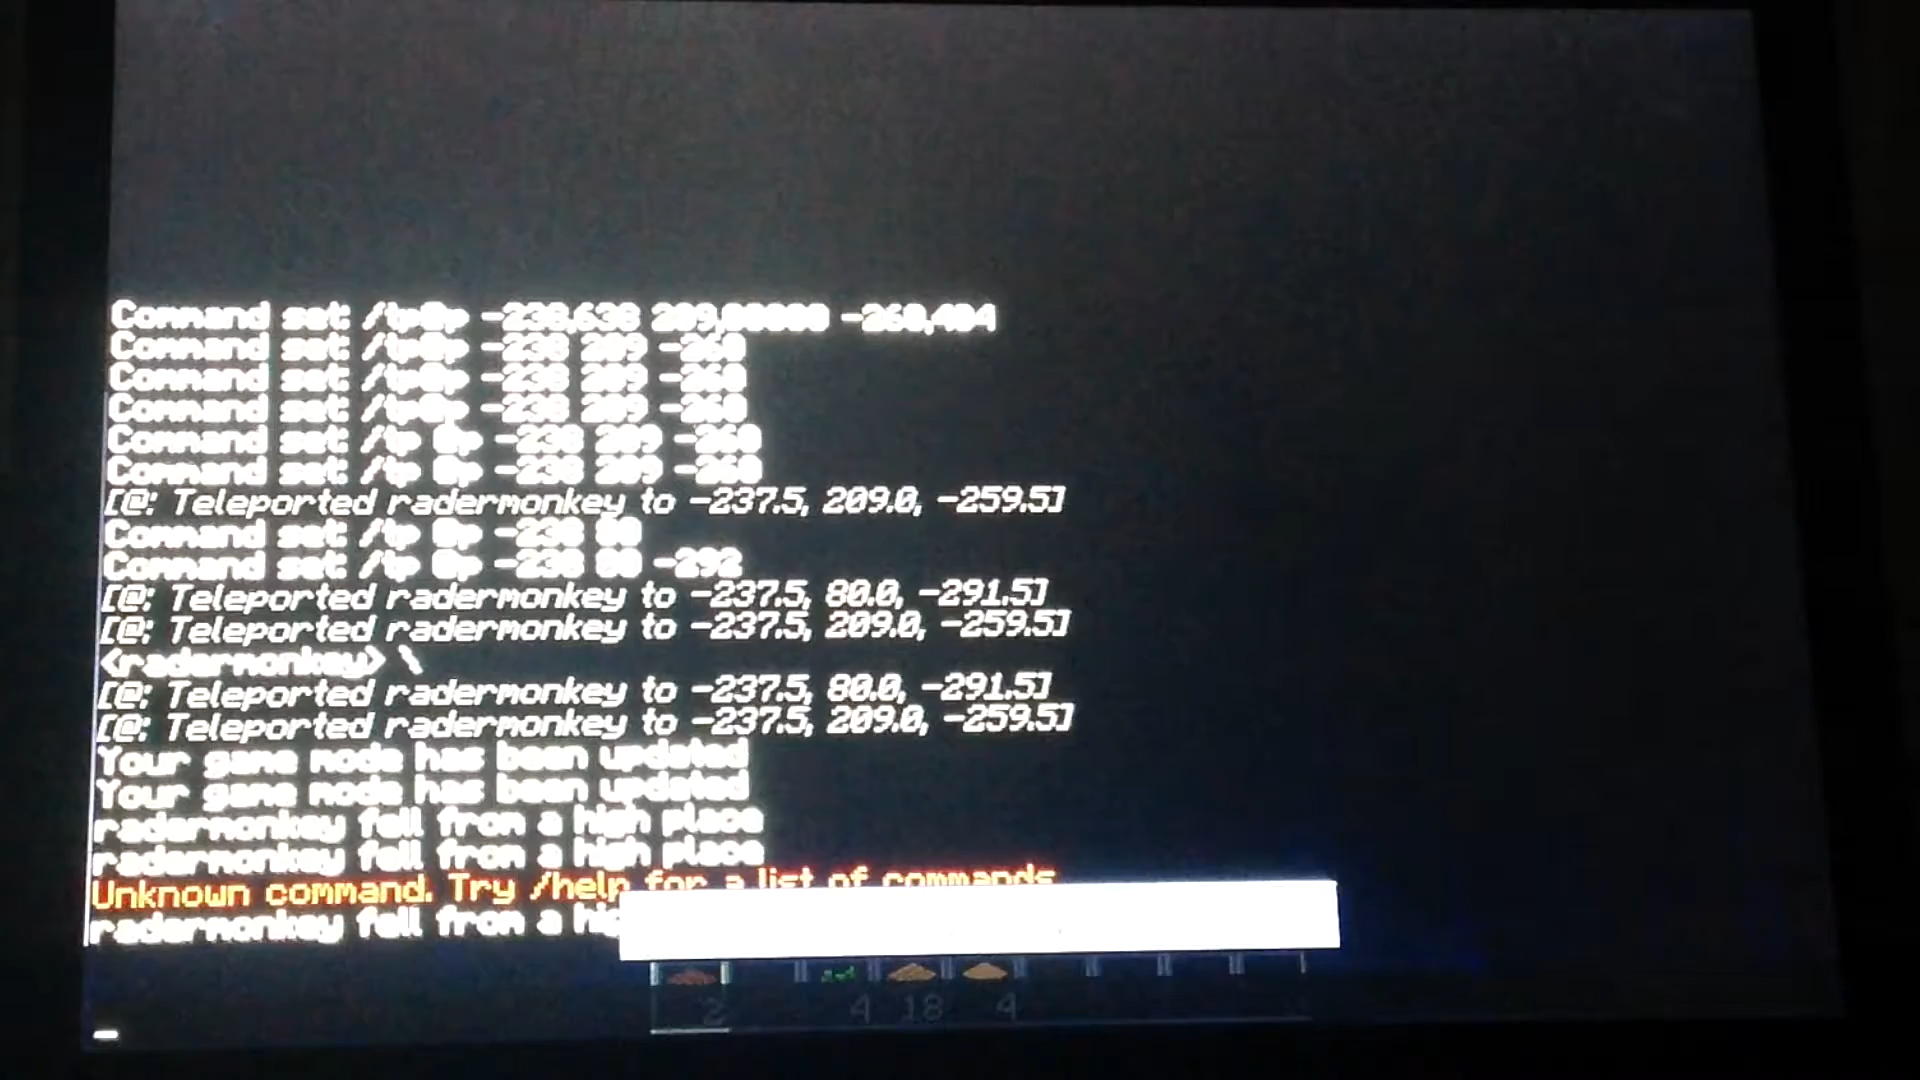 Command set: /tp@p -238,638 209,00000 -260,404
Command set: /tp@p -238 209 -260
Command set: /tp@p -238 209 -260
Command set: /tp@p -238 209 -260
Command set: /tp @p -238 209 -260
Command set: /tp @p -238 209 -260
[@: Teleported radermonkey to -237.5, 209.0, -259.5]
Command set: /tp @p -238 80
Command set: /tp @p -238 80 -292
[@: Teleported radermonkey to -237.5, 80.0, -291.5]
[@: Teleported radermonkey to -237.5, 209.0, -259.5]
<radermonkey> \
[@: Teleported radermonkey to -237.5, 80.0, -291.5]
[@: Teleported radermonkey to -237.5, 209.0, -259.5]
Your game mode has been updated
Your game mode has been updated
radermonkey fell from a high place
radermonkey fell from a high place
Unknown command. Try /help for a list of commands
radermonkey fell from a hig
2 4 18 4